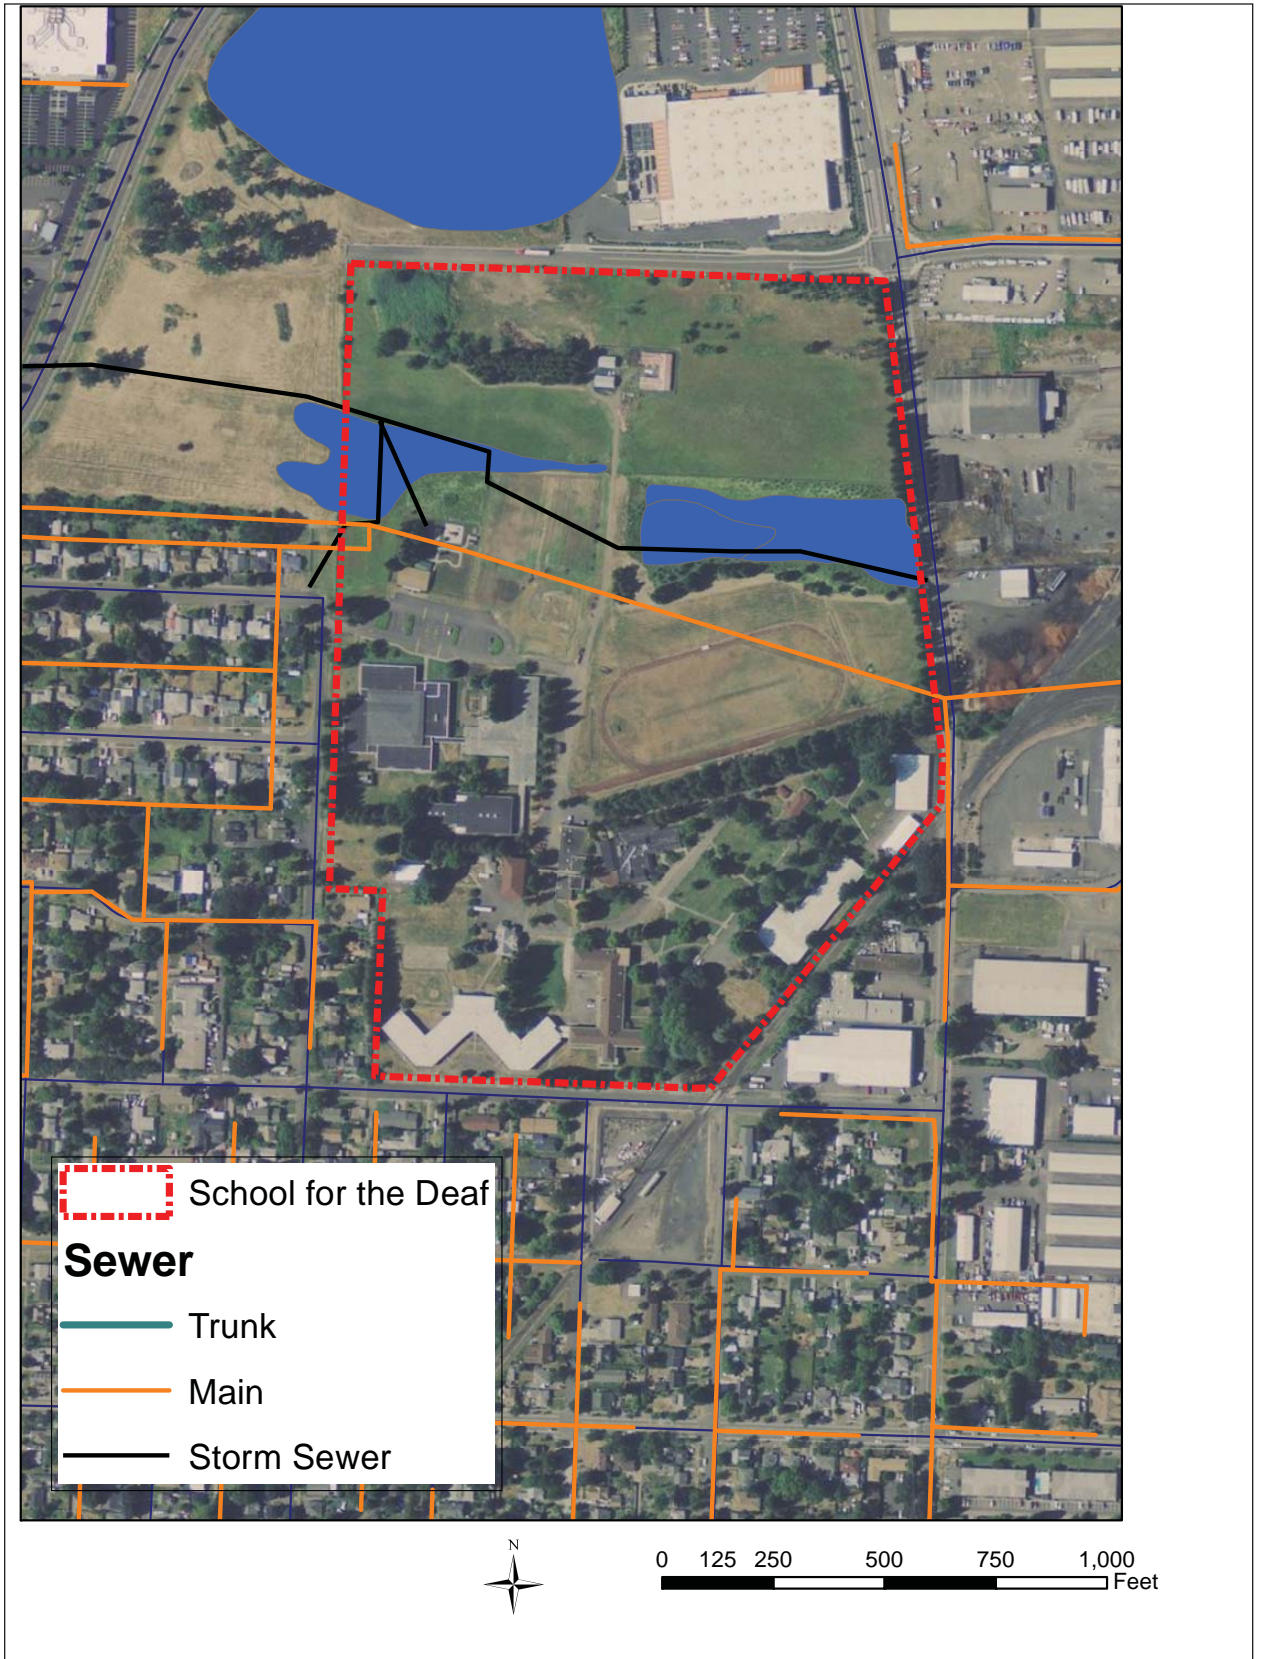 School for the Deaf
Sewer
Trunk
Main
Storm Sewer
N
0 125 250 500 750 1,000
Feet